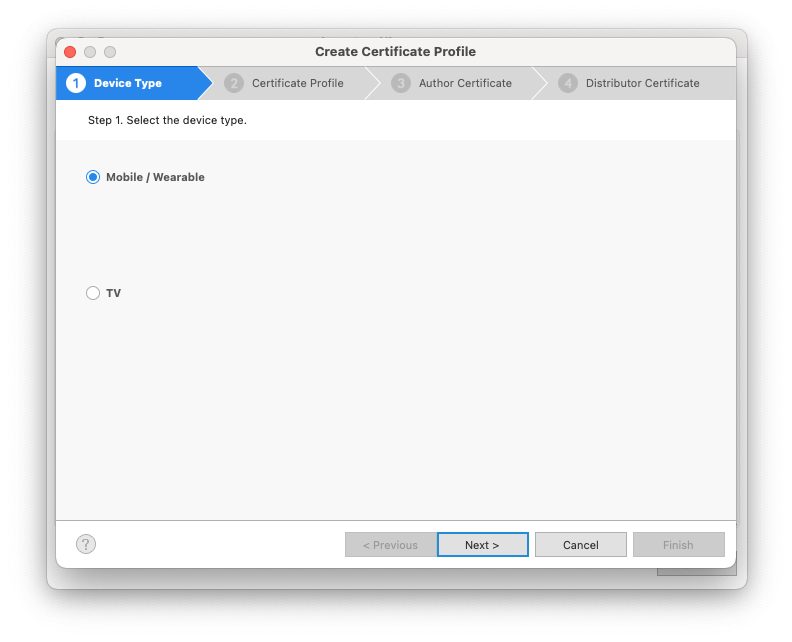 Create Certificate Profile
1 Device Type 2 Certificate Profile 3 Author Certificate 4 Distributor Certificate
Step 1. Select the device type.
Mobile / Wearable
TV
? < Previous Next > Cancel Finish